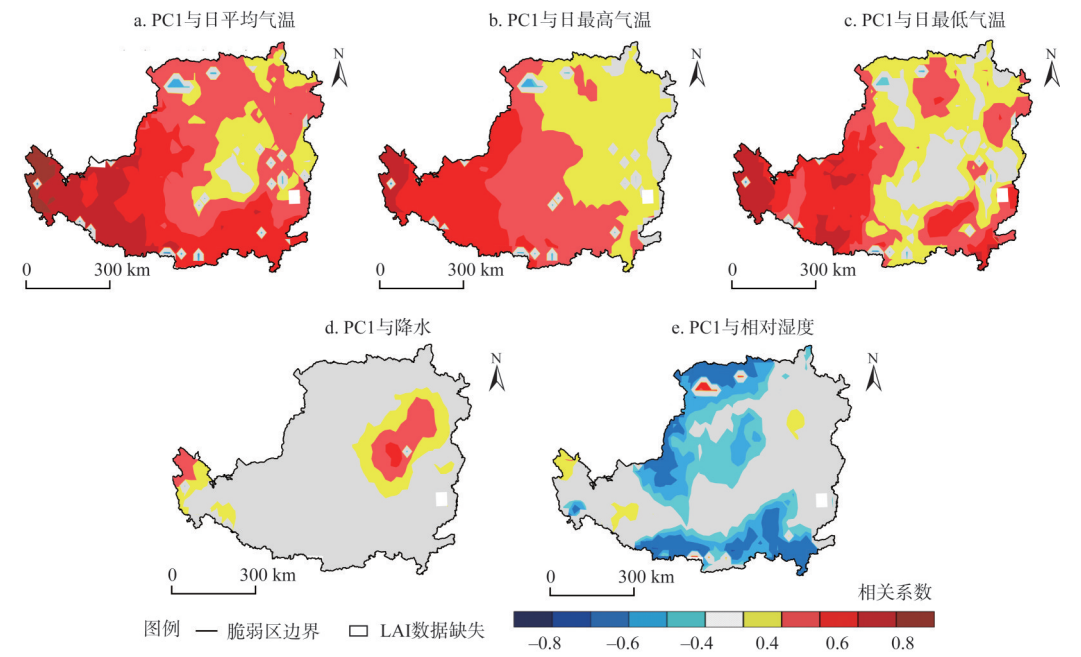 a. PC1与日平均气温
b. PC1与日最高气温
c. PC1与日最低气温
N
N
N
0 300 km
0 300 km
0 300 km
d. PC1与降水
e. PC1与相对湿度
N
N
0 300 km
0 300 km
相关系数
图例 脆弱区边界 LAI数据缺失
–0.8 –0.6 –0.4 0.4 0.6 0.8